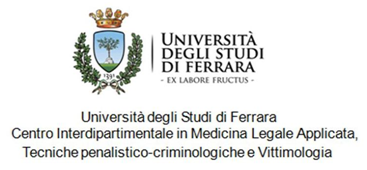 1391
UNIVERSITÀ
DEGLI STUDI
DI FERRARA
- EX LABORE FRUCTUS -
Università degli Studi di Ferrara
Centro Interdipartimentale in Medicina Legale Applicata,
Tecniche penalistico-criminologiche e Vittimologia